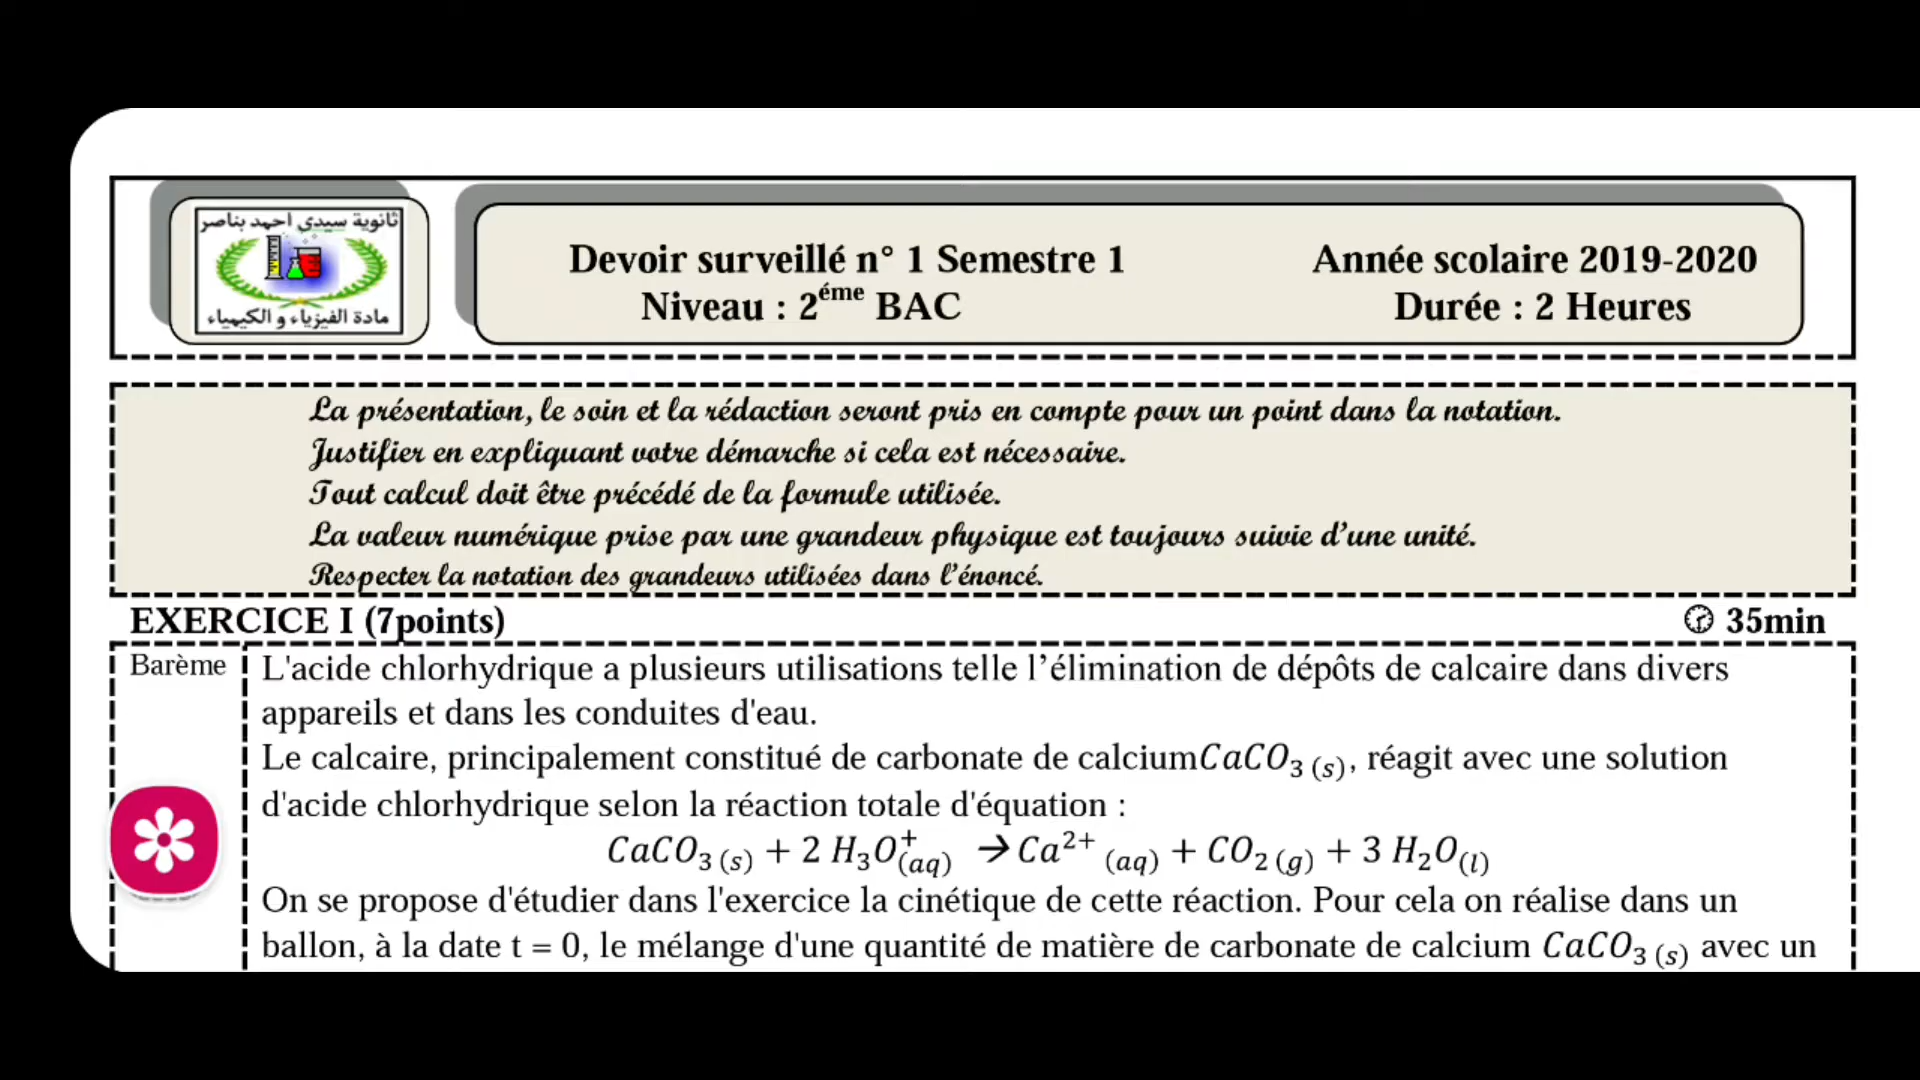 ثانوية سيدي احمد بناصر
مادة الفيزياء و الكيمياء
Devoir surveillé n° 1 Semestre 1 Année scolaire 2019-2020
Niveau : 2éme BAC Durée : 2 Heures
La présentation, le soin et la rédaction seront pris en compte pour un point dans la notation.
Justifier en expliquant votre démarche si cela est nécessaire.
Tout calcul doit être précédé de la formule utilisée.
La valeur numérique prise par une grandeur physique est toujours suivie d'une unité.
Respecter la notation des grandeurs utilisées dans l'énoncé.
EXERCICE I (7points) 35min
Barème
L'acide chlorhydrique a plusieurs utilisations telle l'élimination de dépôts de calcaire dans divers
appareils et dans les conduites d'eau.
Le calcaire, principalement constitué de carbonate de calciumCaCO₃ (s), réagit avec une solution
d'acide chlorhydrique selon la réaction totale d'équation :
CaCO₃ (s) + 2 H₃O⁺(aq) → Ca²⁺ (aq) + CO₂ (g) + 3 H₂O(l)
On se propose d'étudier dans l'exercice la cinétique de cette réaction. Pour cela on réalise dans un
ballon, à la date t = 0, le mélange d'une quantité de matière de carbonate de calcium CaCO₃ (s) avec un